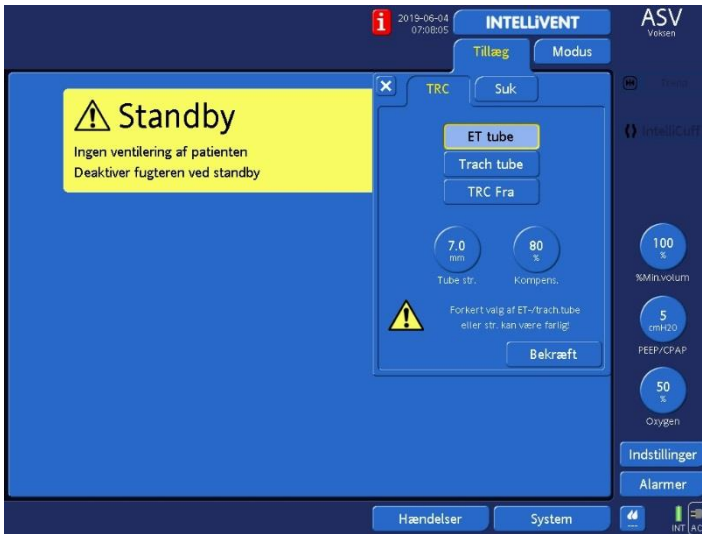 i
2019-06-04
07:08:05
INTELLiVENT
ASV
Voksen
Tillæg
Modus
TRC
Suk
Standby
Ingen ventilering af patienten
Deaktiver fugteren ved standby
ET tube
Trach tube
TRC Fra
IntelliCuff
7.0
mm
Tube str.
80
%
Kompens.
Forkert valg af ET-/trach.tube
eller str. kan være farlig!
Bekræft
100
%
%Min.volum
5
cmH2O
PEEP/CPAP
50
%
Oxygen
Indstillinger
Alarmer
Hændelser
System
INT
AC